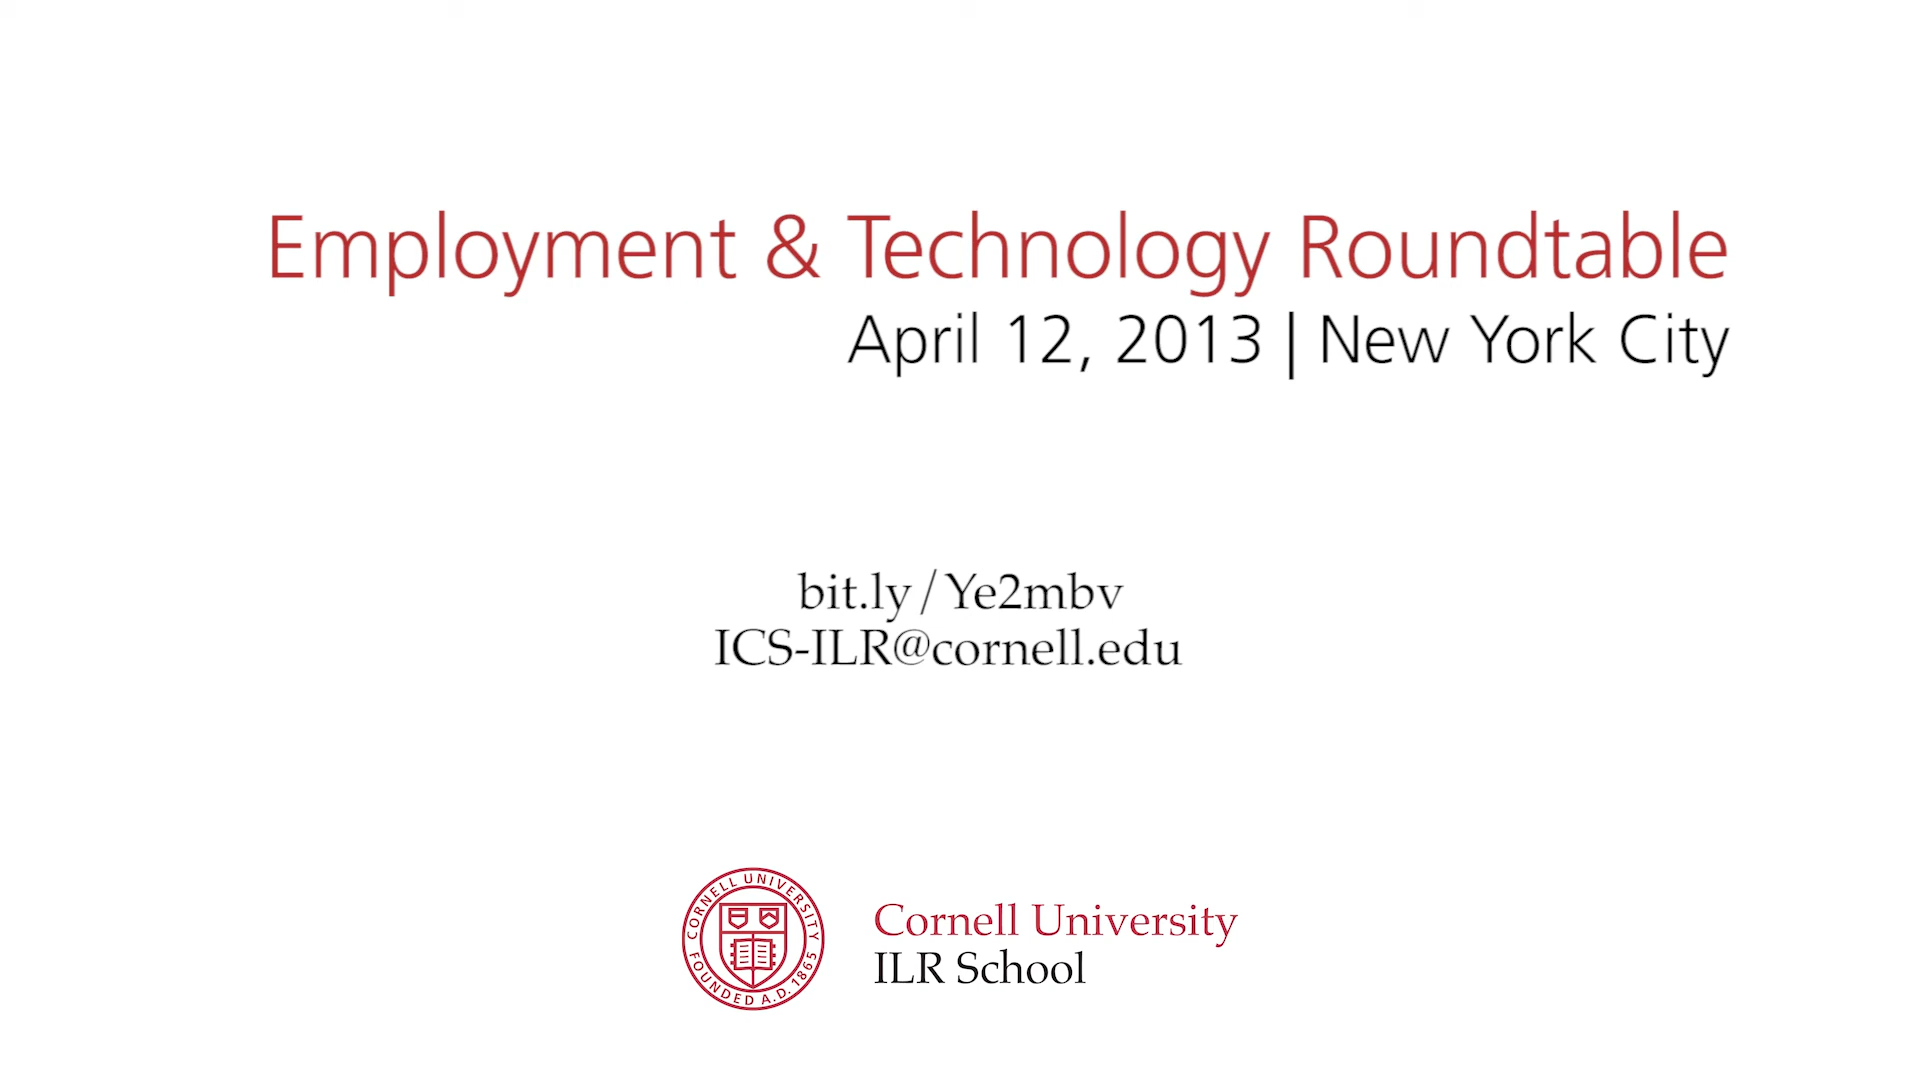 Employment & Technology Roundtable
April 12, 2013 | New York City
bit.ly/Ye2mbv
ICS-ILR@cornell.edu
CORNELL UNIVERSITY
FOUNDED A.D. 1865
Cornell University
ILR School